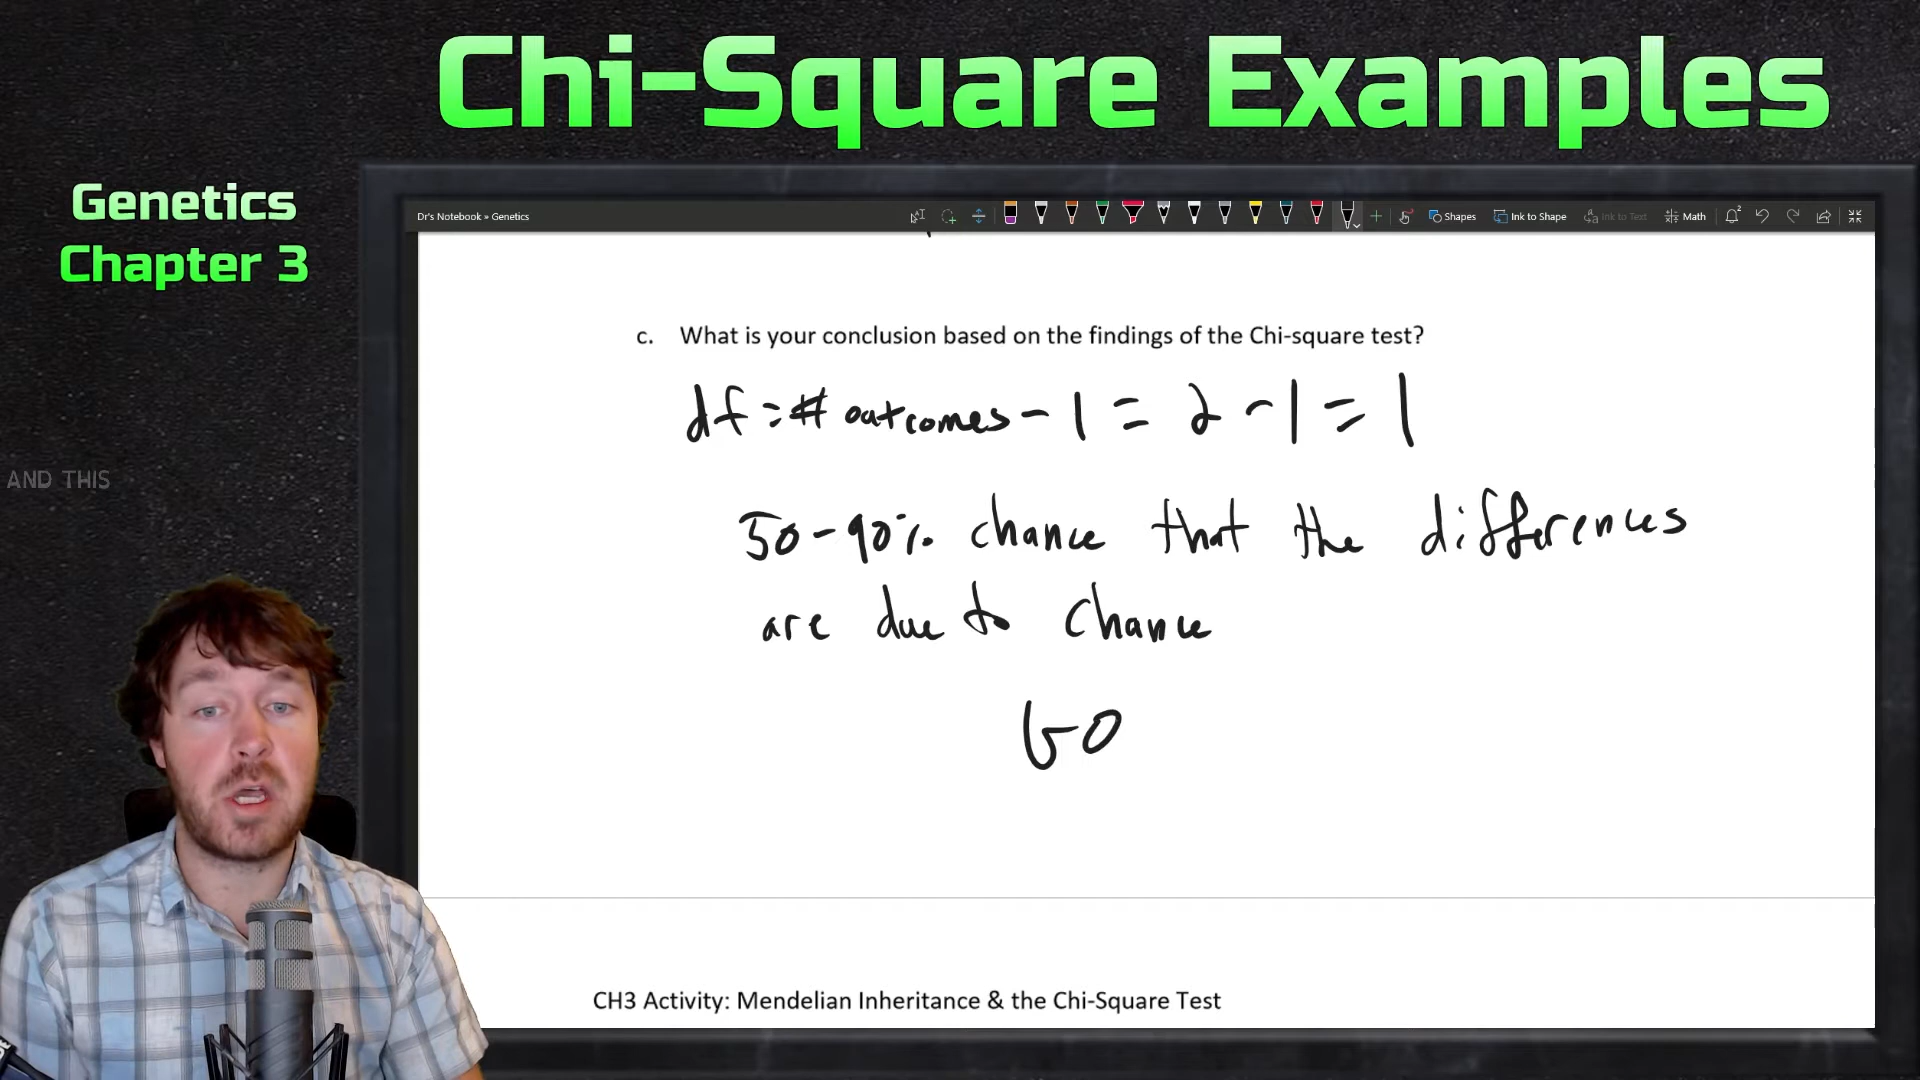 Chi-Square Examples
Genetics
Chapter 3
Dr's Notebook » Genetics
Shapes
Ink to Shape
Ink to Text
Math
c. What is your conclusion based on the findings of the Chi-square test?
df = # outcomes - 1 = 2 - 1 = 1
50-90% chance that the differences
are due to chance
GO
AND THIS
CH3 Activity: Mendelian Inheritance & the Chi-Square Test